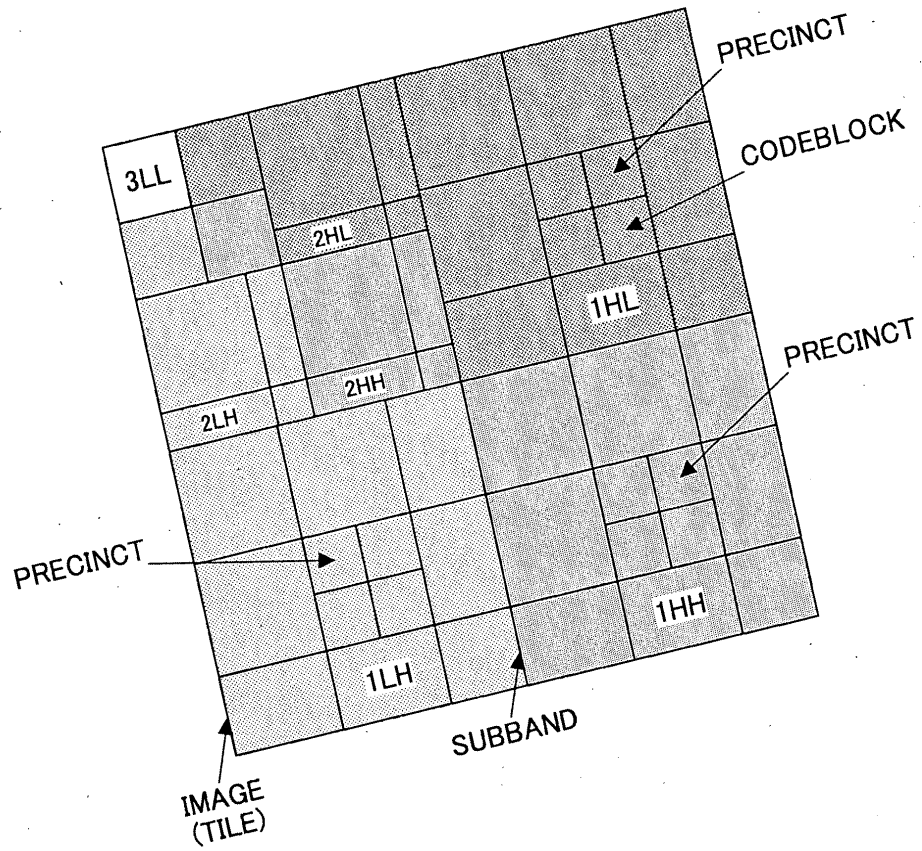 PRECINCT
CODEBLOCK
3LL
2HL
1HL
PRECINCT
2HH
2LH
PRECINCT
1HH
1LH
SUBBAND
IMAGE
(TILE)